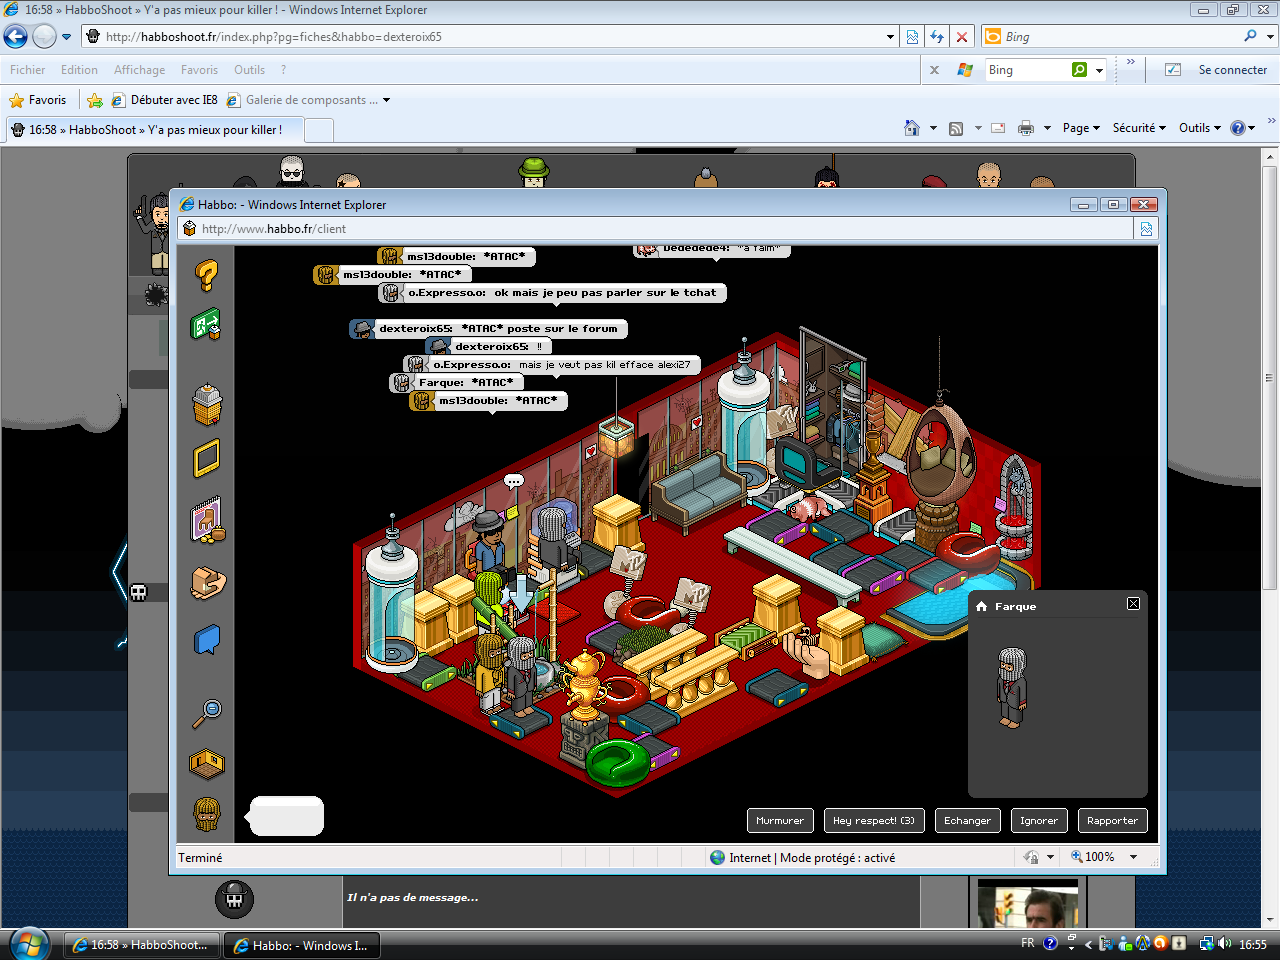 16:58 » HabboShoot » Y'a pas mieux pour killer ! - Windows Internet Explorer
http://habboshoot.fr/index.php?pg=fiches&habbo=dexteroix65
Bing
Fichier Edition Affichage Favoris Outils ?
Bing
Se connecter
Favoris
Débuter avec IE8
Galerie de composants ...
16:58 » HabboShoot » Y'a pas mieux pour killer !
Page Sécurité Outils
Habbo: - Windows Internet Explorer
http://www.habbo.fr/client
Dededede4: *a faim*
ms13double: *ATAC*
ms13double: *ATAC*
o.Expresso.o: ok mais je peu pas parler sur le tchat
dexteroix65: *ATAC* poste sur le forum
dexteroix65: !!
o.Expresso.o: mais je veut pas kil efface alexi27
Farque: *ATAC*
ms13double: *ATAC*
MTV
MTV
MTV
Farque
Murmurer
Hey respect! (3)
Echanger
Ignorer
Rapporter
Terminé
Internet | Mode protégé : activé
100%
Il n'a pas de message...
16:58 » HabboShoot...
Habbo: - Windows I...
FR
16:55